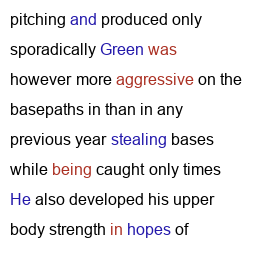 pitching and produced only
sporadically Green was
however more aggressive on the
basepaths in than in any
previous year stealing bases
while being caught only times
He also developed his upper
body strength in hopes of